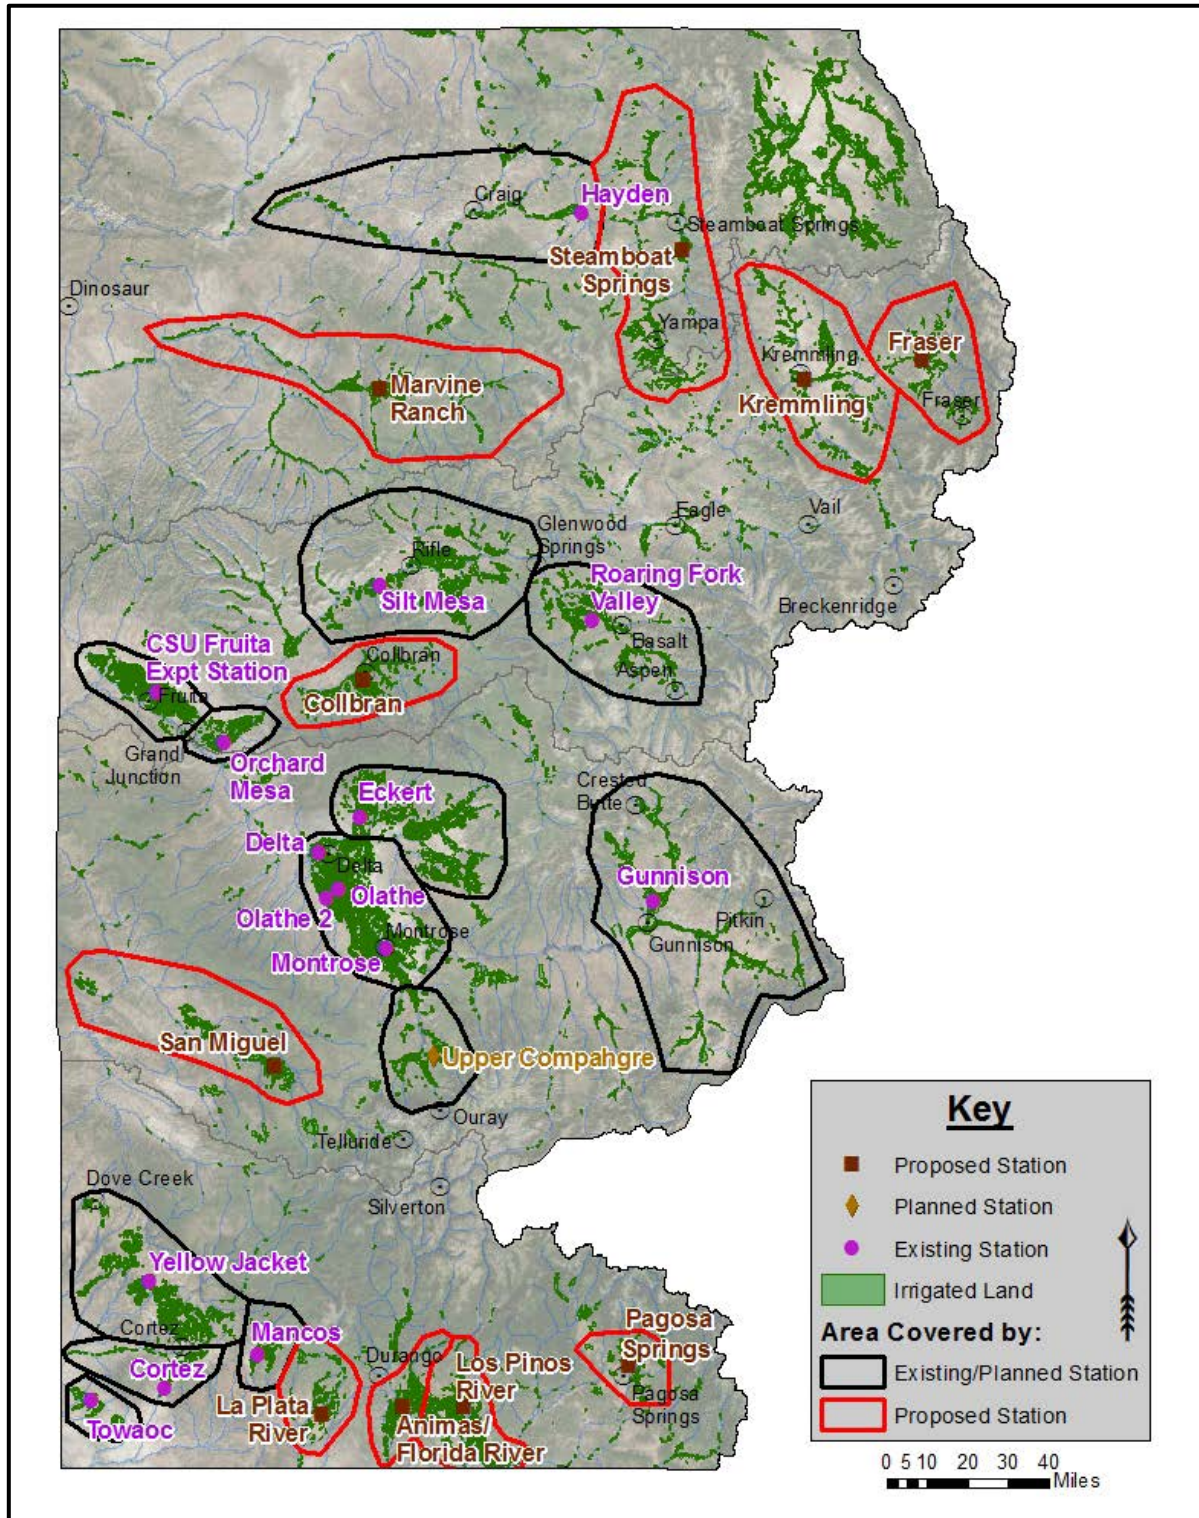 Craig
Hayden
Steamboat Springs
Steamboat
Springs
Dinosaur
Yampa
Fraser
Kremmling
Marvine
Ranch
Kremmling
Fraser
Glenwood
Springs
Eagle
Vail
Rifle
Roaring Fork
Valley
Silt Mesa
Breckenridge
Basalt
CSU Fruita
Expt Station
Collbran
Aspen
Fruita
Collbran
Grand
Junction
Orchard
Mesa
Crested
Butte
Eckert
Delta
Delta
Olathe
Gunnison
Olathe 2
Pitkin
Montrose
Gunnison
Montrose
San Miguel
Upper Compahgre
Ouray
Telluride
Dove Creek
Silverton
Yellow Jacket
Cortez
Mancos
Pagosa
Springs
Durango
Los Pinos
River
Cortez
Pagosa
Springs
La Plata
River
Towaoc
Animas/
Florida River
Key
Proposed Station
Planned Station
Existing Station
Irrigated Land
Area Covered by:
Existing/Planned Station
Proposed Station
0 5 10 20 30 40
Miles